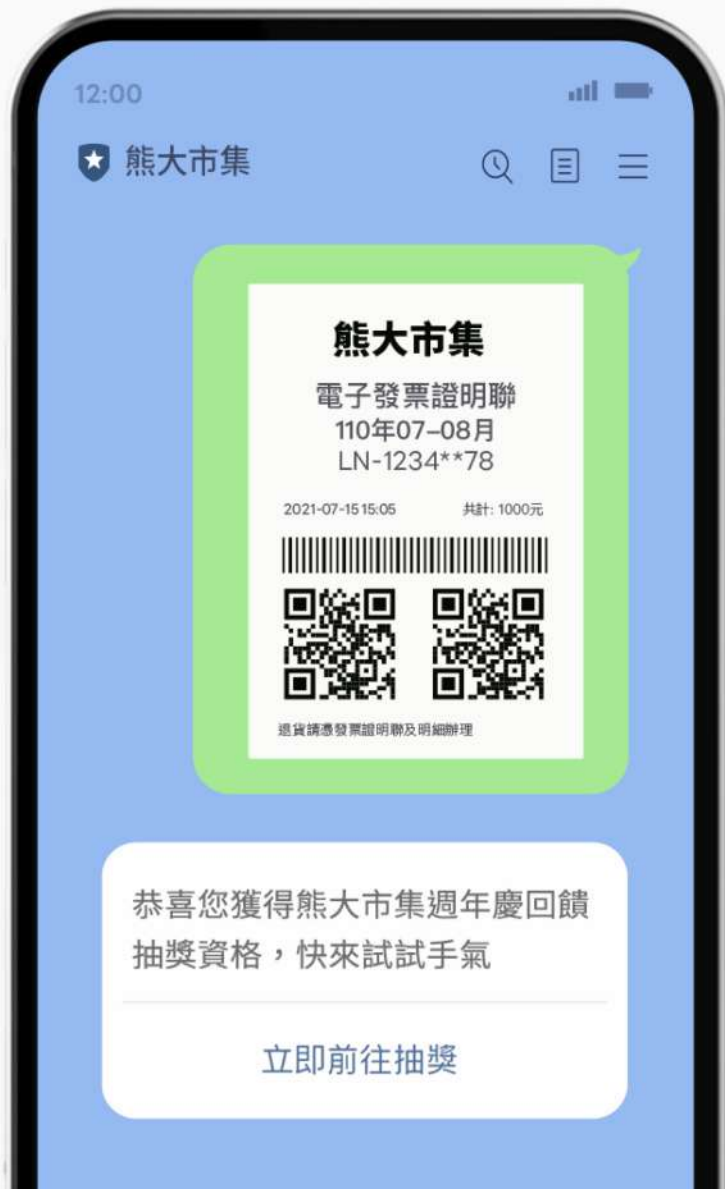 12:00
熊大市集
熊大市集
電子發票證明聯
110年07–08月
LN-1234**78
2021-07-15 15:05 共計: 1000元
退貨請憑發票證明聯及明細辦理
恭喜您獲得熊大市集週年慶回饋
抽獎資格，快來試試手氣
立即前往抽獎